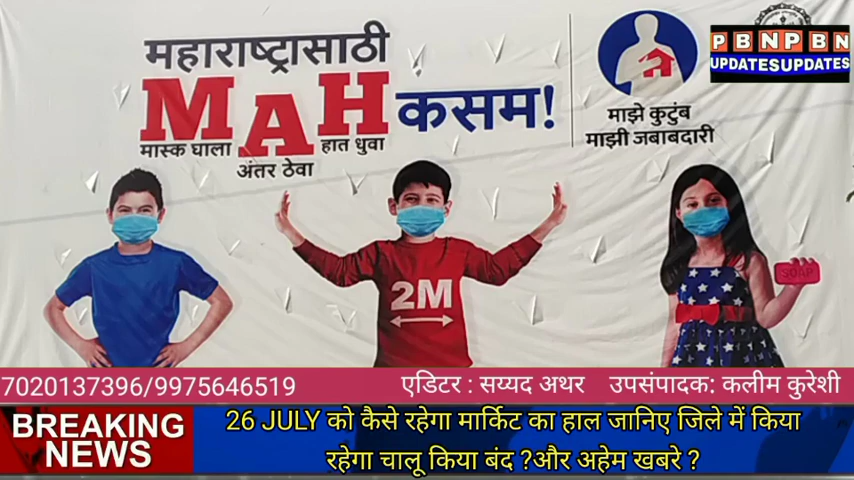 महाराष्ट्रासाठी
MAH कसम!
मास्क घाला
अंतर ठेवा
हात धुवा
माझे कुटुंब
माझी जबाबदारी
PBNPBN
UPDATESUPDATES
2M
SOAP
7020137396/9975646519
एडिटर : सय्यद अथर उपसंपादक: कलीम कुरेशी
BREAKING
NEWS
26 JULY को कैसे रहेगा मार्किट का हाल जानिए जिले में किया
रहेगा चालू किया बंद ?और अहेम खबरे ?